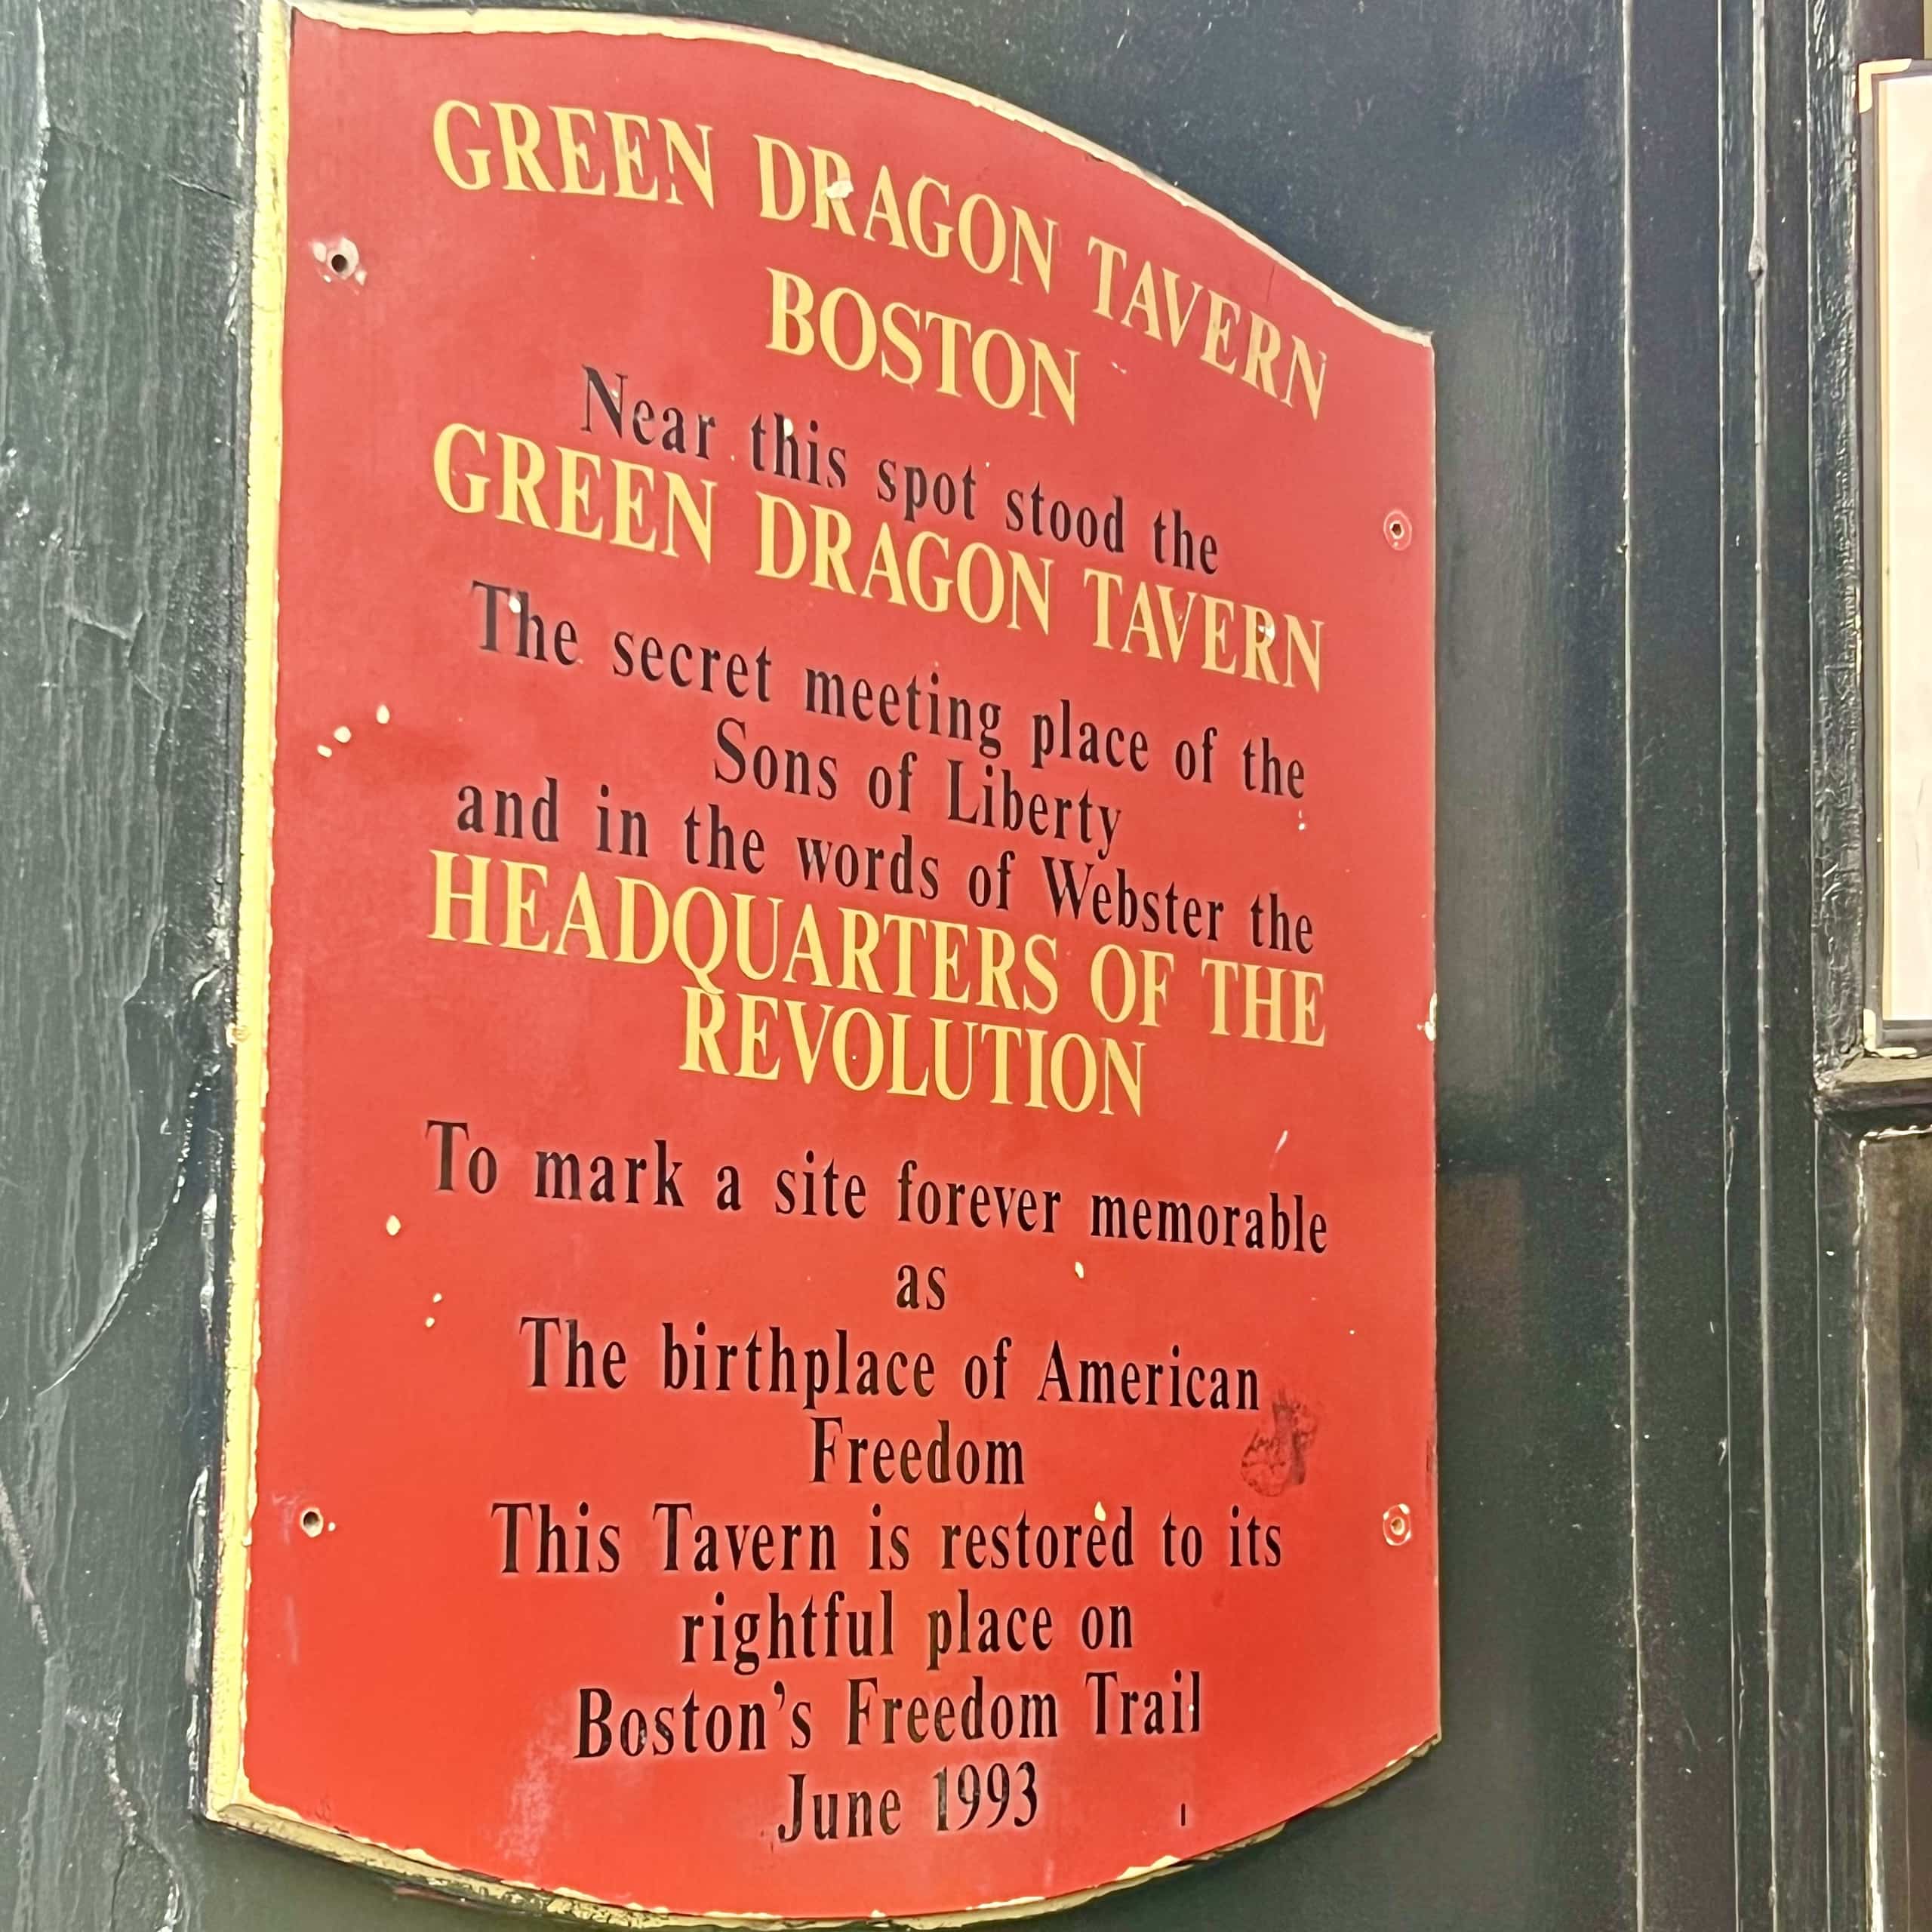 GREEN DRAGON TAVERN
BOSTON
Near this spot stood the
GREEN DRAGON TAVERN
The secret meeting place of the
Sons of Liberty
and in the words of Webster the
HEADQUARTERS OF THE
REVOLUTION
To mark a site forever memorable
as
The birthplace of American
Freedom
This Tavern is restored to its
rightful place on
Boston's Freedom Trail
June 1993